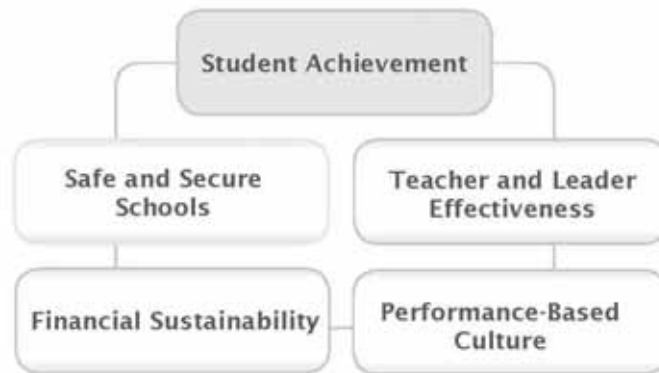 Student Achievement
Safe and Secure
Schools
Teacher and Leader
Effectiveness
Financial Sustainability
Performance-Based
Culture